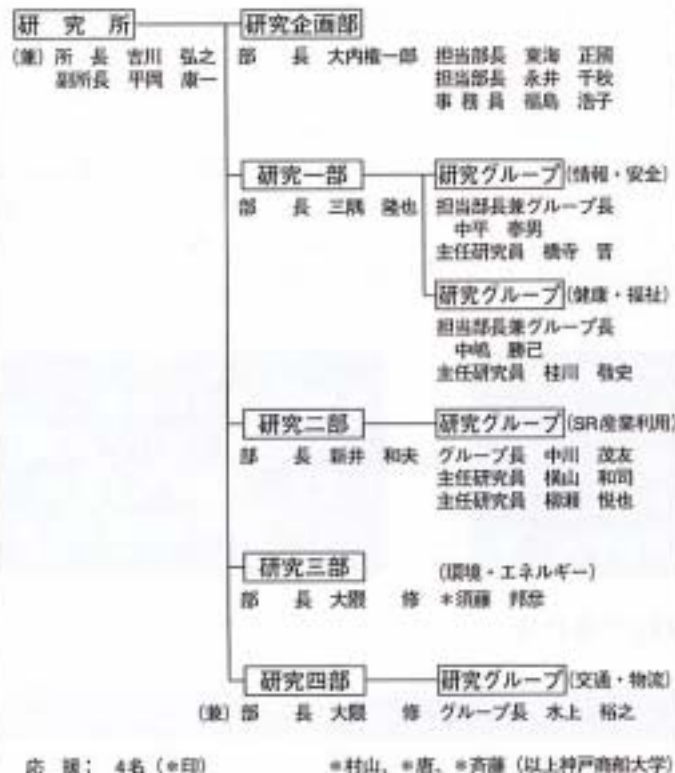 研究所
(兼) 所長 吉川 弘之
副所長 平岡 康一
研究企画部
部長 大内権一郎
担当部長 東海 正國
担当部長 永井 千秋
事務員 福島 浩子
研究一部
部長 三隅 隆也
研究グループ(情報・安全)
担当部長兼グループ長
中平 泰男
主任研究員 橋寺 晋
研究グループ(健康・福祉)
担当部長兼グループ長
中嶋 勝己
主任研究員 桂川 敬史
研究二部
部長 新井 和夫
研究グループ(SR産業利用)
グループ長 中川 茂友
主任研究員 横山 和司
主任研究員 柳瀬 悦也
研究三部
部長 大隈 修
(環境・エネルギー)
*須藤 邦彦
研究四部
(兼) 部長 大隈 修
研究グループ(交通・物流)
グループ長 水上 裕之
応援: 4名 (*印)
*村山、*唐、*斉藤 (以上神戸商船大学)